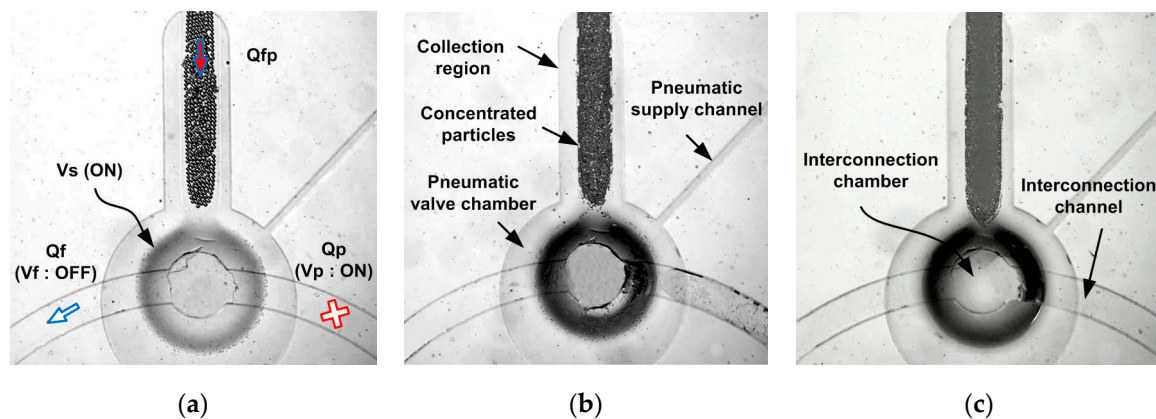 Qfp
Vs (ON)
Qf
(Vf : OFF)
Qp
(Vp : ON)
(a)
Collection
region
Concentrated
particles
Pneumatic
valve chamber
Pneumatic
supply channel
(b)
Interconnection
chamber
Interconnection
channel
(c)